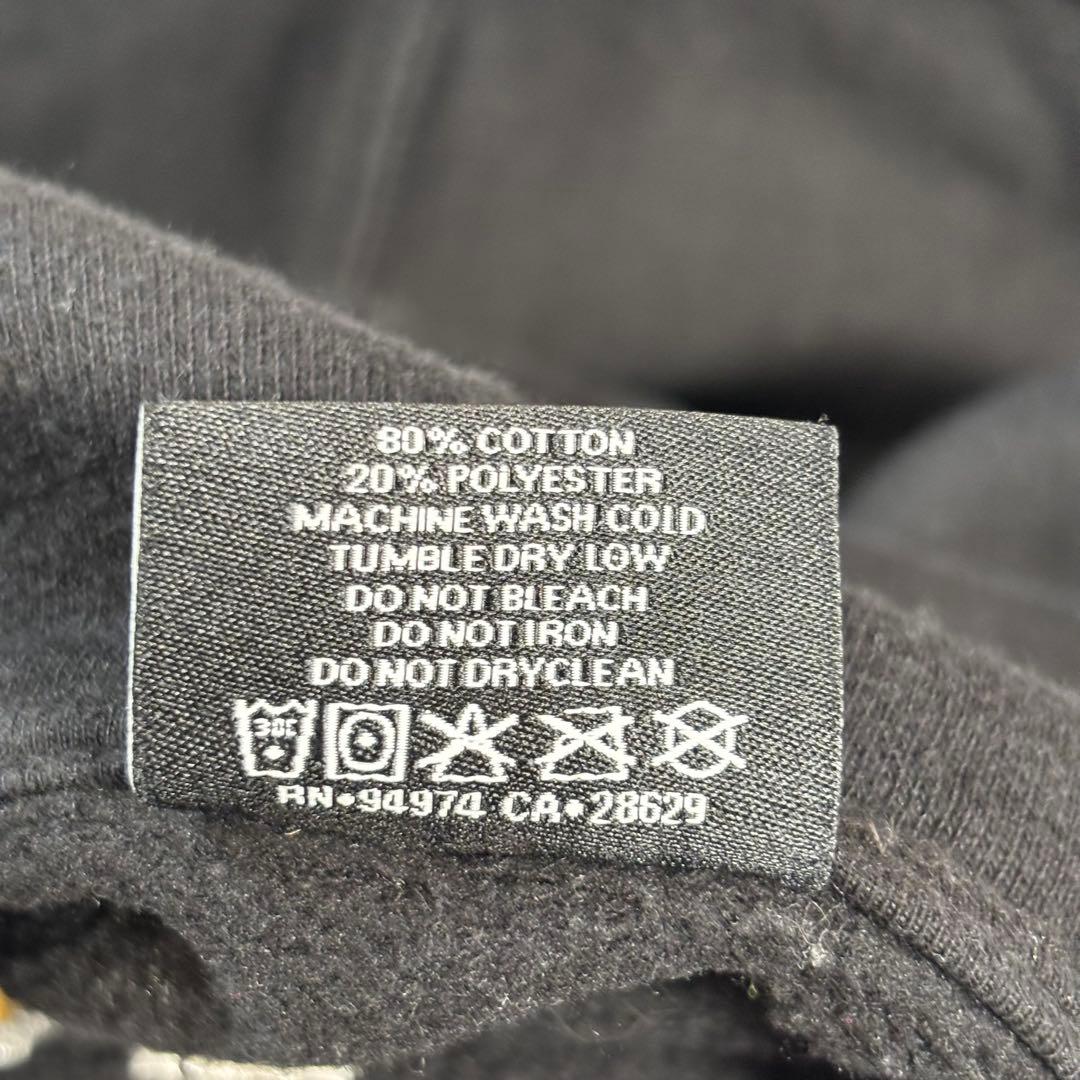 80% COTTON
20% POLYESTER
MACHINE WASH COLD
TUMBLE DRY LOW
DO NOT BLEACH
DO NOT IRON
DO NOT DRYCLEAN
30C
RN•94974 CA•28629